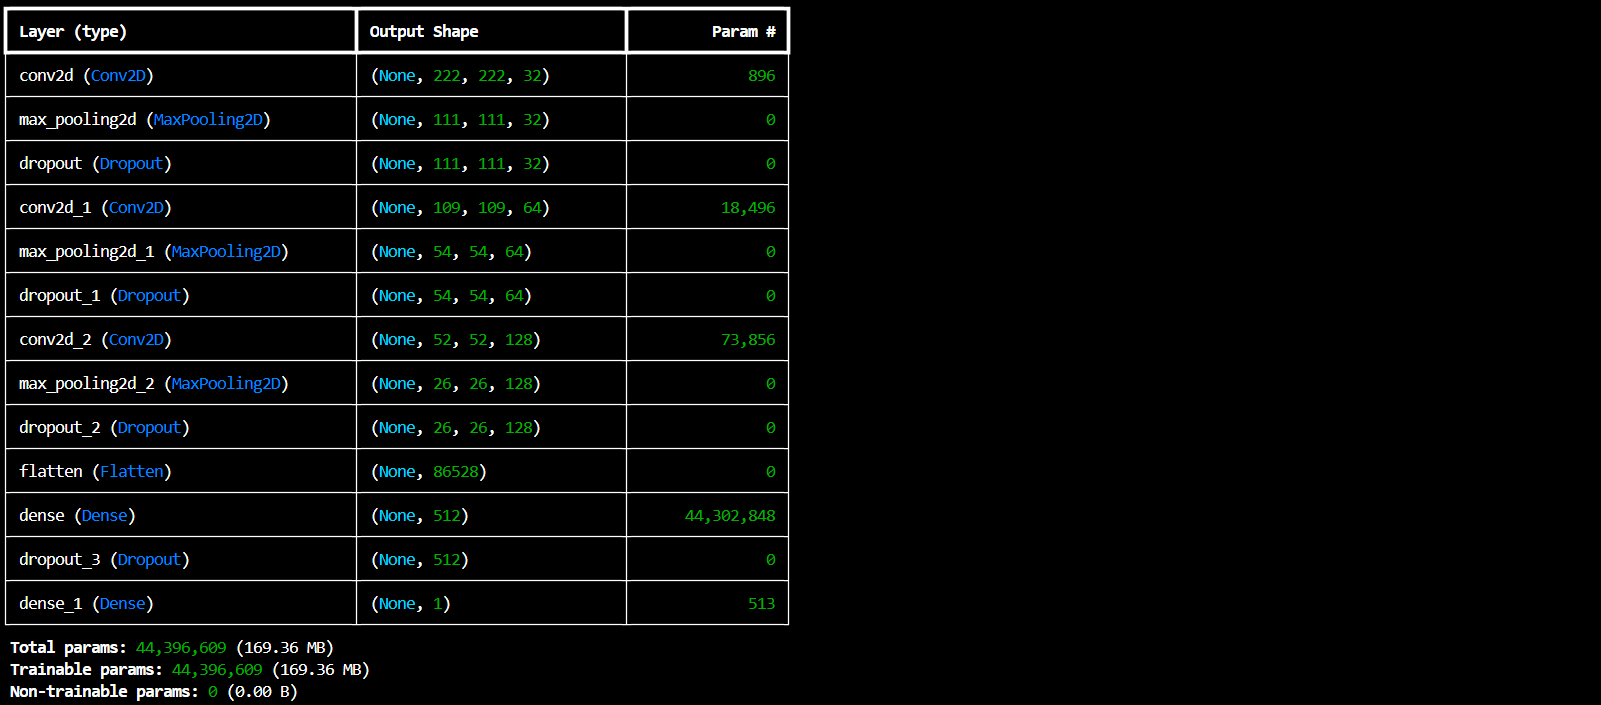 Layer (type) Output Shape Param #
conv2d (Conv2D) (None, 222, 222, 32) 896
max_pooling2d (MaxPooling2D) (None, 111, 111, 32) 0
dropout (Dropout) (None, 111, 111, 32) 0
conv2d_1 (Conv2D) (None, 109, 109, 64) 18,496
max_pooling2d_1 (MaxPooling2D) (None, 54, 54, 64) 0
dropout_1 (Dropout) (None, 54, 54, 64) 0
conv2d_2 (Conv2D) (None, 52, 52, 128) 73,856
max_pooling2d_2 (MaxPooling2D) (None, 26, 26, 128) 0
dropout_2 (Dropout) (None, 26, 26, 128) 0
flatten (Flatten) (None, 86528) 0
dense (Dense) (None, 512) 44,302,848
dropout_3 (Dropout) (None, 512) 0
dense_1 (Dense) (None, 1) 513
Total params: 44,396,609 (169.36 MB)
Trainable params: 44,396,609 (169.36 MB)
Non-trainable params: 0 (0.00 B)